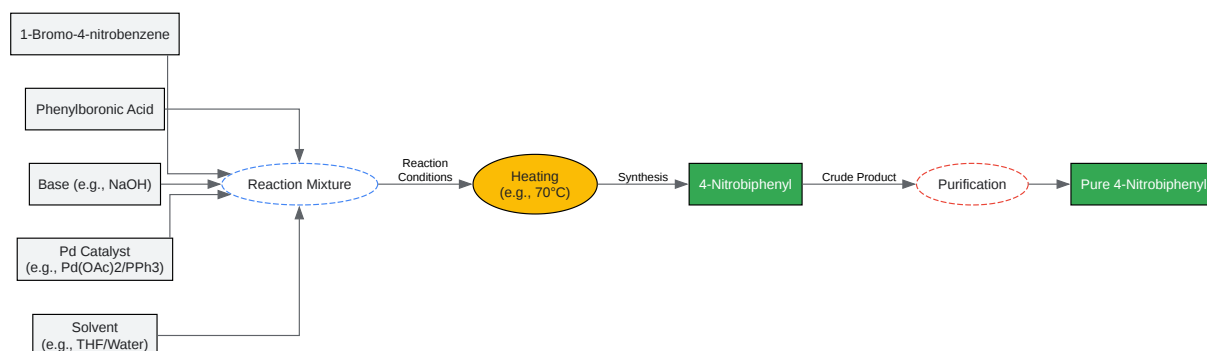 1-Bromo-4-nitrobenzene
Phenylboronic Acid
Base (e.g., NaOH)
Pd Catalyst
(e.g., Pd(OAc)2/PPh3)
Solvent
(e.g., THF/Water)
Reaction Mixture
Reaction
Conditions
Heating
(e.g., 70°C)
Synthesis
4-Nitrobiphenyl
Crude Product
Purification
Pure 4-Nitrobiphenyl